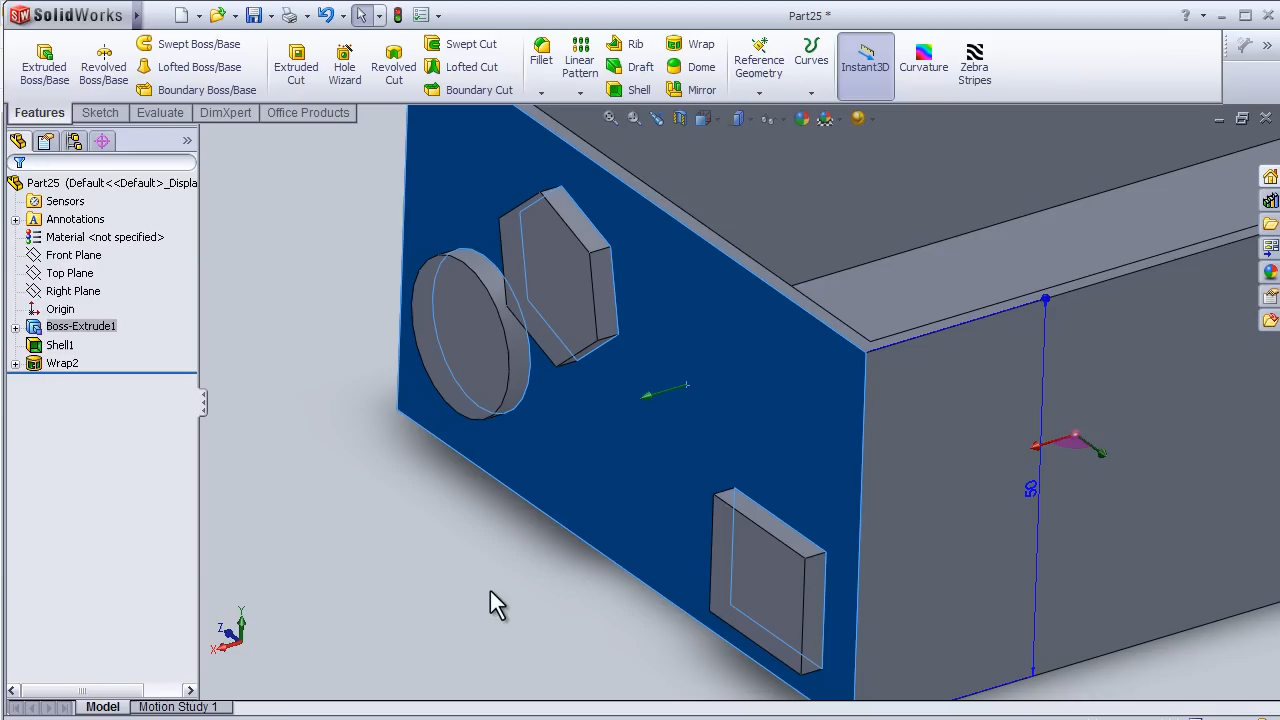 SW SolidWorks
Part25 *
?
Extruded Boss/Base
Revolved Boss/Base
Swept Boss/Base
Lofted Boss/Base
Boundary Boss/Base
Extruded Cut
Hole Wizard
Revolved Cut
Swept Cut
Lofted Cut
Boundary Cut
Fillet
Linear Pattern
Rib
Draft
Shell
Wrap
Dome
Mirror
Reference Geometry
Curves
Instant3D
Curvature
Zebra Stripes
Features Sketch Evaluate DimXpert Office Products
»
Part25 (Default<<Default>_Displa
Sensors
A Annotations
Material <not specified>
Front Plane
Top Plane
Right Plane
Origin
Boss-Extrude1
Shell1
Wrap2
50
Y
Z
X
Model Motion Study 1